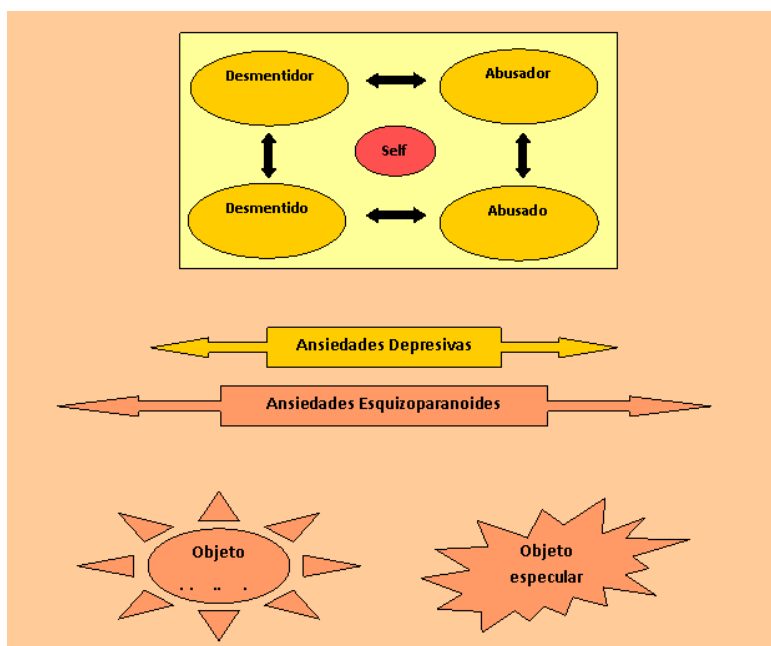 Desmentidor
Abusador
Self
Desmentido
Abusado
Ansiedades Depresivas
Ansiedades Esquizoparanoides
Objeto
Objeto
especular